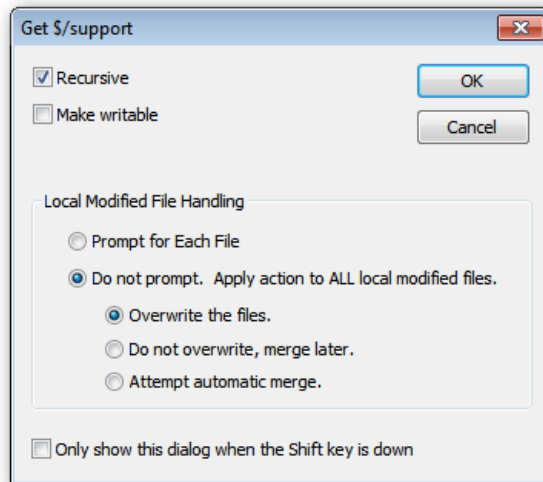 Get $/support
Recursive
OK
Make writable
Cancel
Local Modified File Handling
Prompt for Each File
Do not prompt.  Apply action to ALL local modified files.
Overwrite the files.
Do not overwrite, merge later.
Attempt automatic merge.
Only show this dialog when the Shift key is down